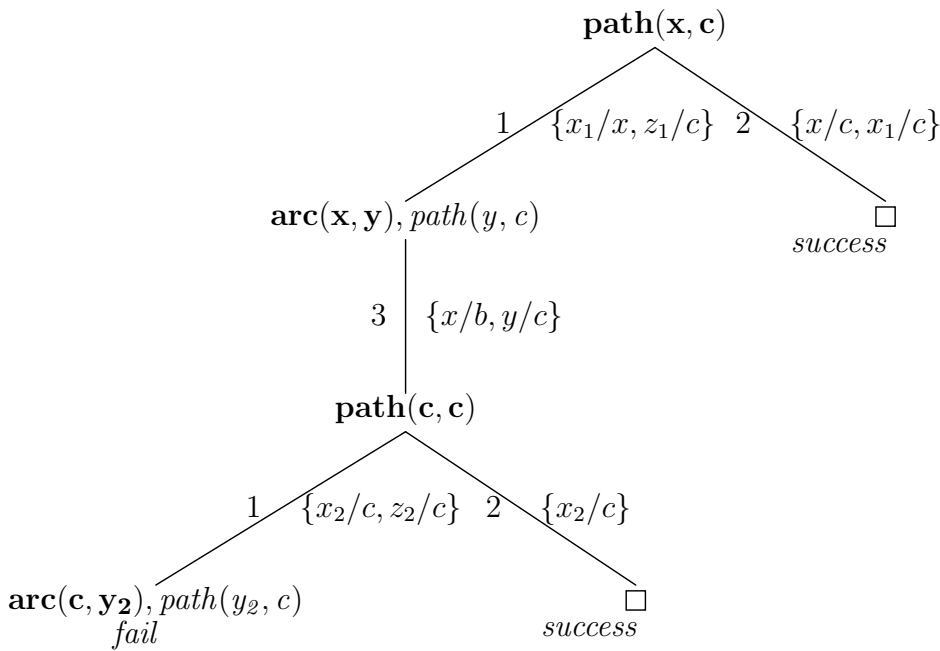 path(x, c)
1 {x₁/x, z₁/c} 2 {x/c, x₁/c}
arc(x, y), path(y, c) □
success
3 {x/b, y/c}
path(c, c)
1 {x₂/c, z₂/c} 2 {x₂/c}
arc(c, y₂), path(y₂, c) □
fail success